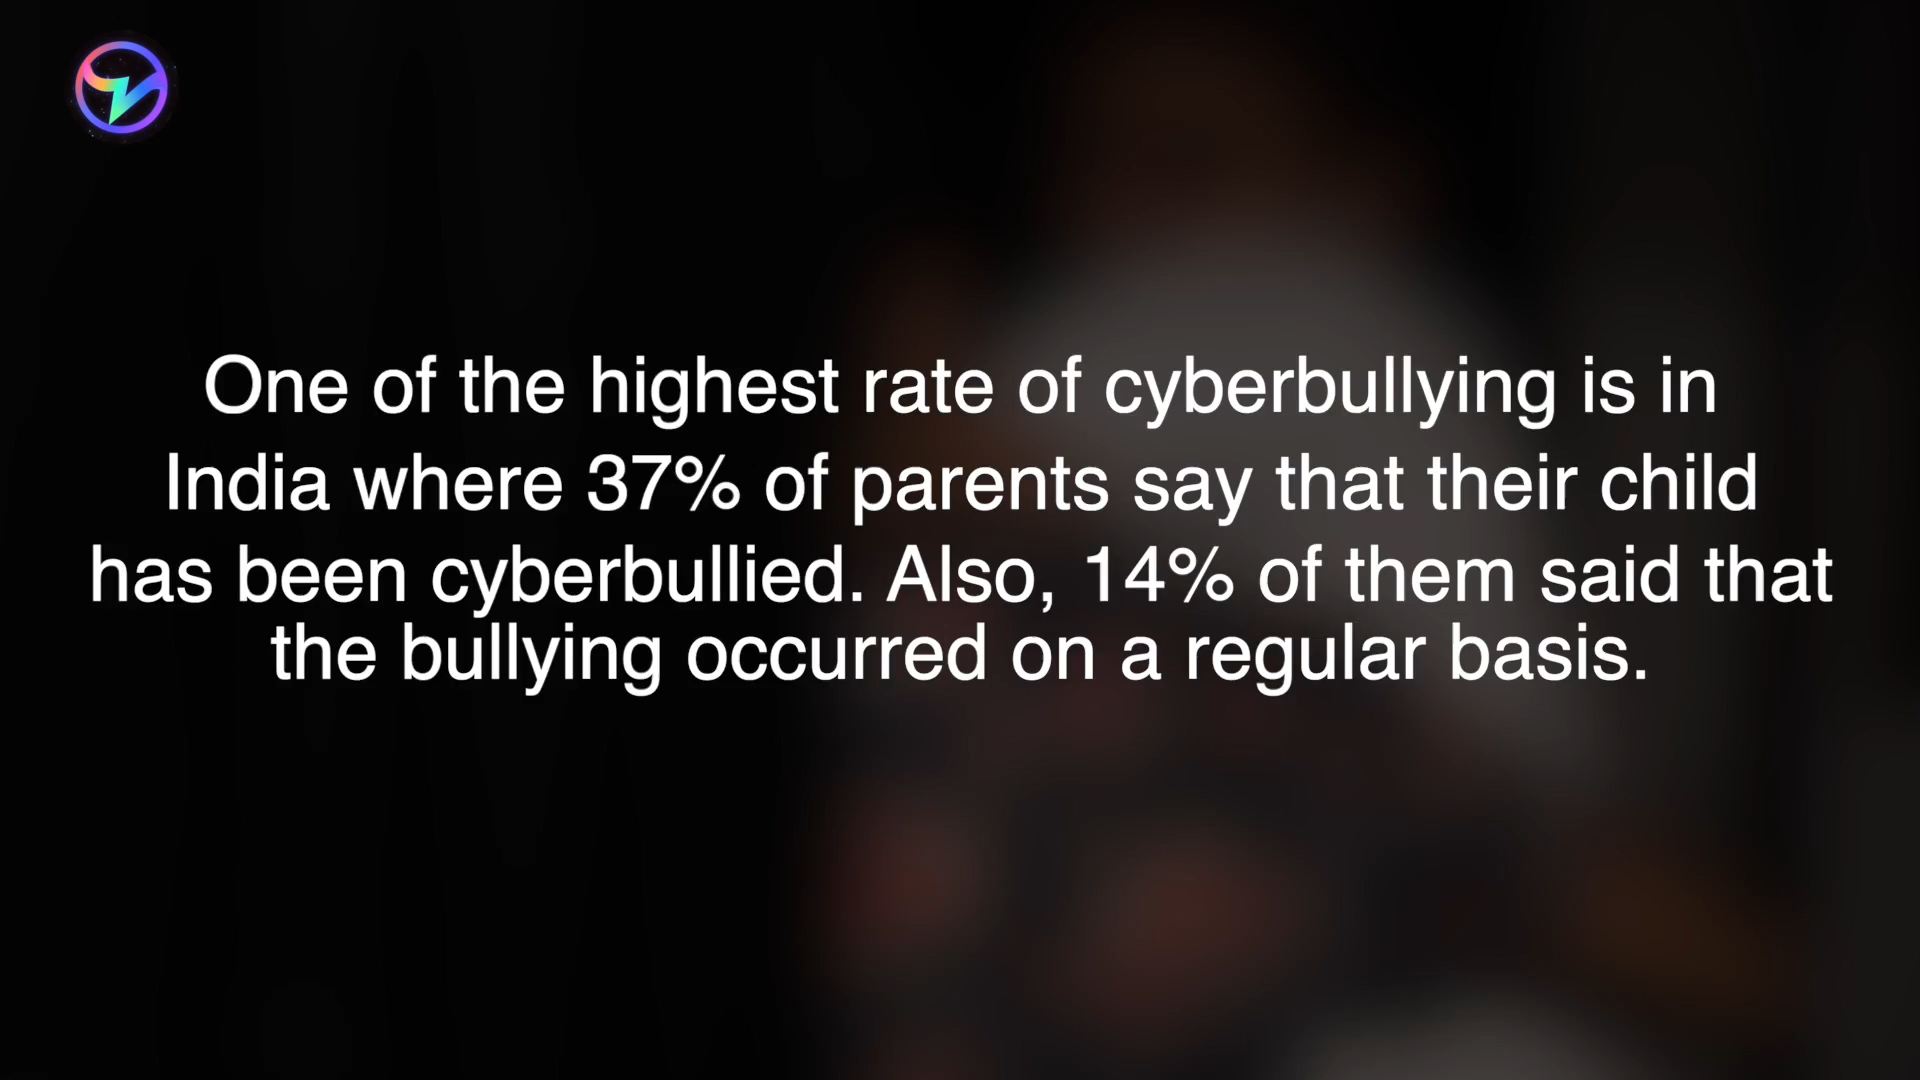 One of the highest rate of cyberbullying is in
India where 37% of parents say that their child
has been cyberbullied. Also, 14% of them said that
the bullying occurred on a regular basis.